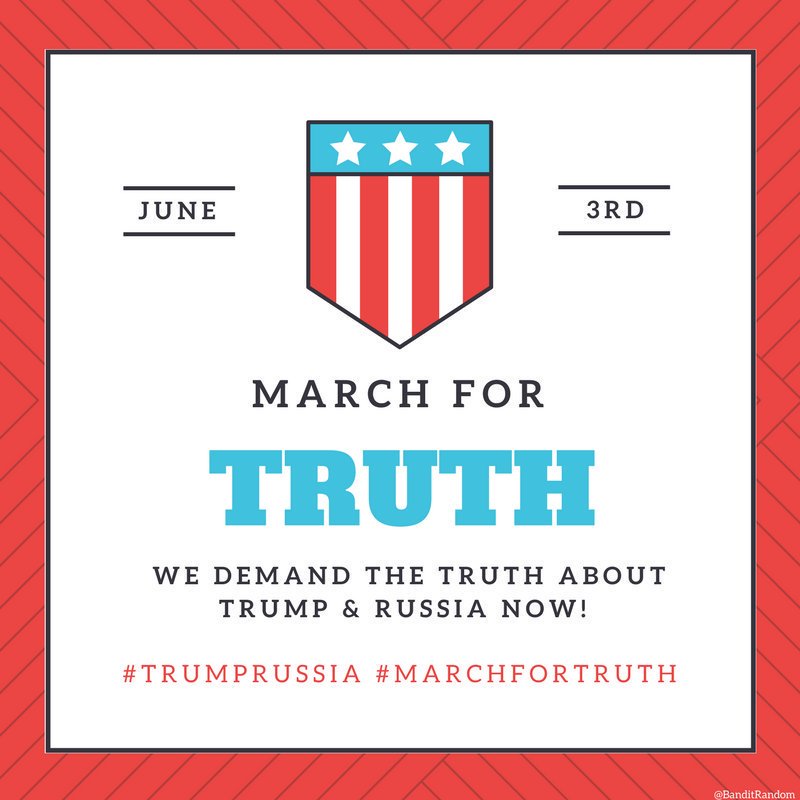 JUNE
3RD
MARCH FOR
TRUTH
WE DEMAND THE TRUTH ABOUT
TRUMP & RUSSIA NOW!
#TRUMPRUSSIA #MARCHFORTRUTH
@BanditRandom